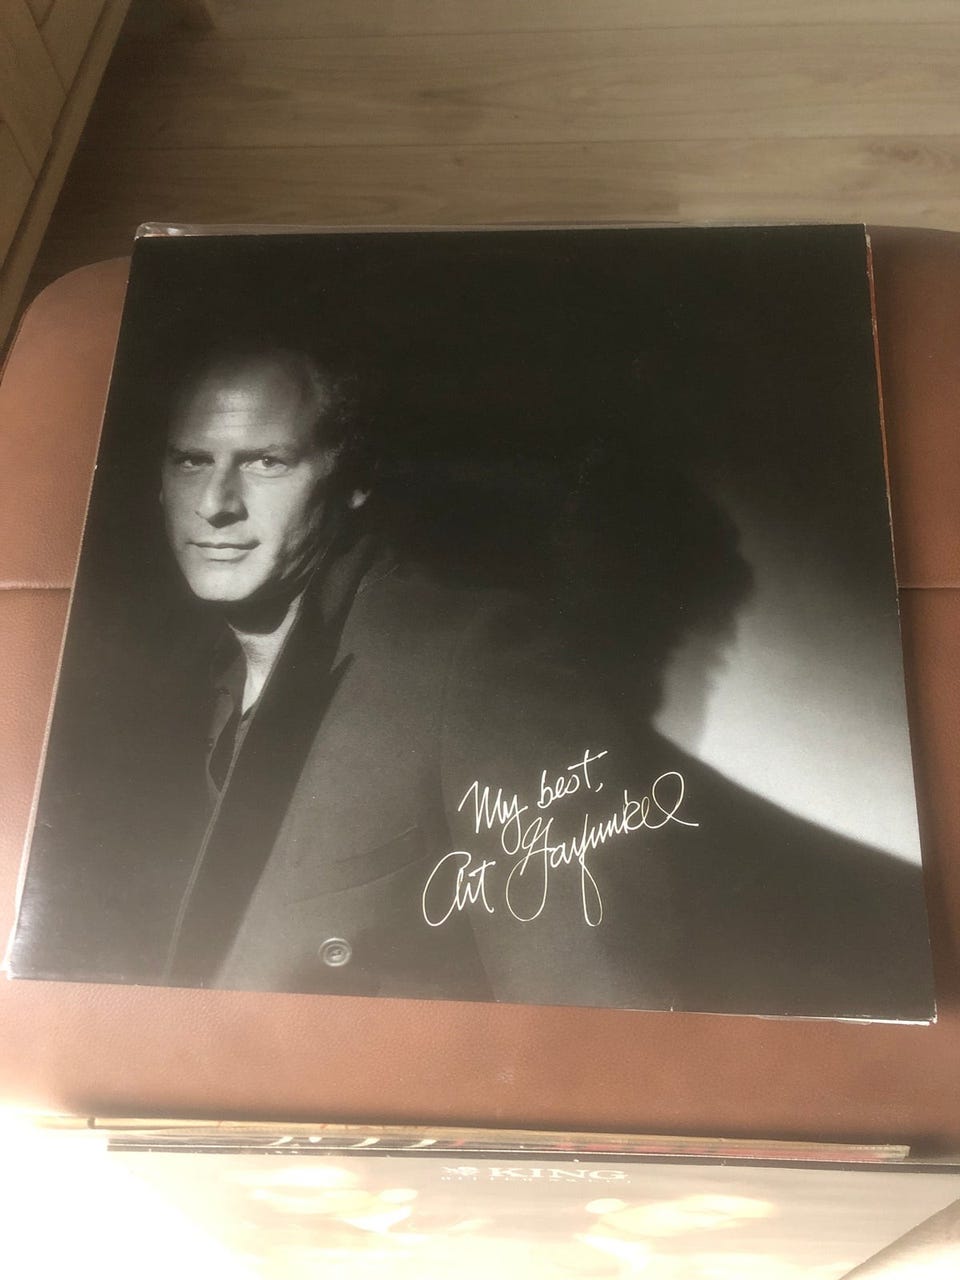 My best,
Art Garfunkel
KING